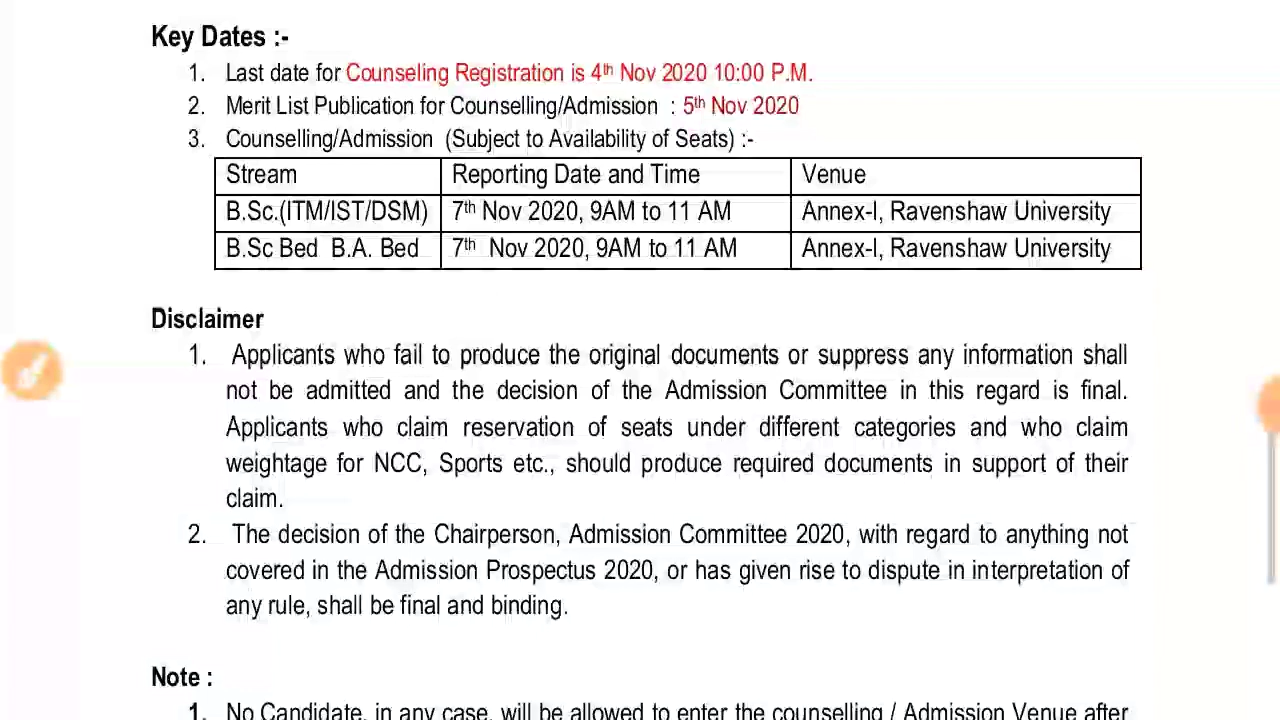 Key Dates :-
1. Last date for Counseling Registration is 4th Nov 2020 10:00 P.M.
2. Merit List Publication for Counselling/Admission : 5th Nov 2020
3. Counselling/Admission (Subject to Availability of Seats) :-
Stream Reporting Date and Time Venue
B.Sc.(ITM/IST/DSM) 7th Nov 2020, 9AM to 11 AM Annex-I, Ravenshaw University
B.Sc Bed B.A. Bed 7th Nov 2020, 9AM to 11 AM Annex-I, Ravenshaw University
Disclaimer
1. Applicants who fail to produce the original documents or suppress any information shall
not be admitted and the decision of the Admission Committee in this regard is final.
Applicants who claim reservation of seats under different categories and who claim
weightage for NCC, Sports etc., should produce required documents in support of their
claim.
2. The decision of the Chairperson, Admission Committee 2020, with regard to anything not
covered in the Admission Prospectus 2020, or has given rise to dispute in interpretation of
any rule, shall be final and binding.
Note :
1. No Candidate, in any case, will be allowed to enter the counselling / Admission Venue after